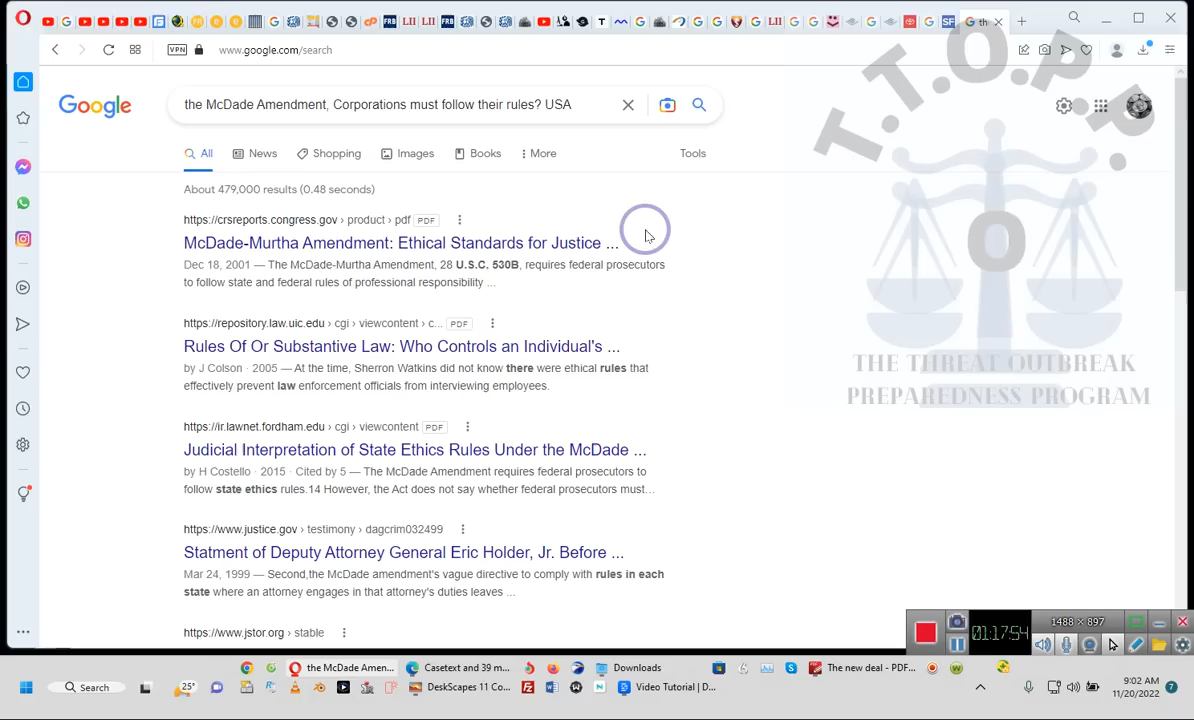 th
VPN
www.google.com/search
T.T.O.P.P.
Google
the McDade Amendment, Corporations must follow their rules? USA
All
News
Shopping
Images
Books
More
Tools
About 479,000 results (0.48 seconds)
https://crsreports.congress.gov › product › pdf PDF
McDade-Murtha Amendment: Ethical Standards for Justice ...
Dec 18, 2001 — The McDade-Murtha Amendment, 28 U.S.C. 530B, requires federal prosecutors
to follow state and federal rules of professional responsibility ...
https://repository.law.uic.edu › cgi › viewcontent › c... PDF
Rules Of Or Substantive Law: Who Controls an Individual's ...
by J Colson · 2005 — At the time, Sherron Watkins did not know there were ethical rules that
effectively prevent law enforcement officials from interviewing employees.
THE THREAT OUTBREAK
PREPAREDNESS PROGRAM
https://ir.lawnet.fordham.edu › cgi › viewcontent PDF
Judicial Interpretation of State Ethics Rules Under the McDade ...
by H Costello · 2015 · Cited by 5 — The McDade Amendment requires federal prosecutors to
follow state ethics rules.14 However, the Act does not say whether federal prosecutors must...
https://www.justice.gov › testimony › dagcrim032499
Statment of Deputy Attorney General Eric Holder, Jr. Before ...
Mar 24, 1999 — Second,the McDade amendment's vague directive to comply with rules in each
state where an attorney engages in that attorney's duties leaves ...
https://www.jstor.org › stable
01:17:54
1488 × 897
the McDade Amen...
Casetext and 39 m...
Downloads
The new deal - PDF...
Search
25°
DeskScapes 11 Co...
Video Tutorial | D...
9:02 AM
11/20/2022
7